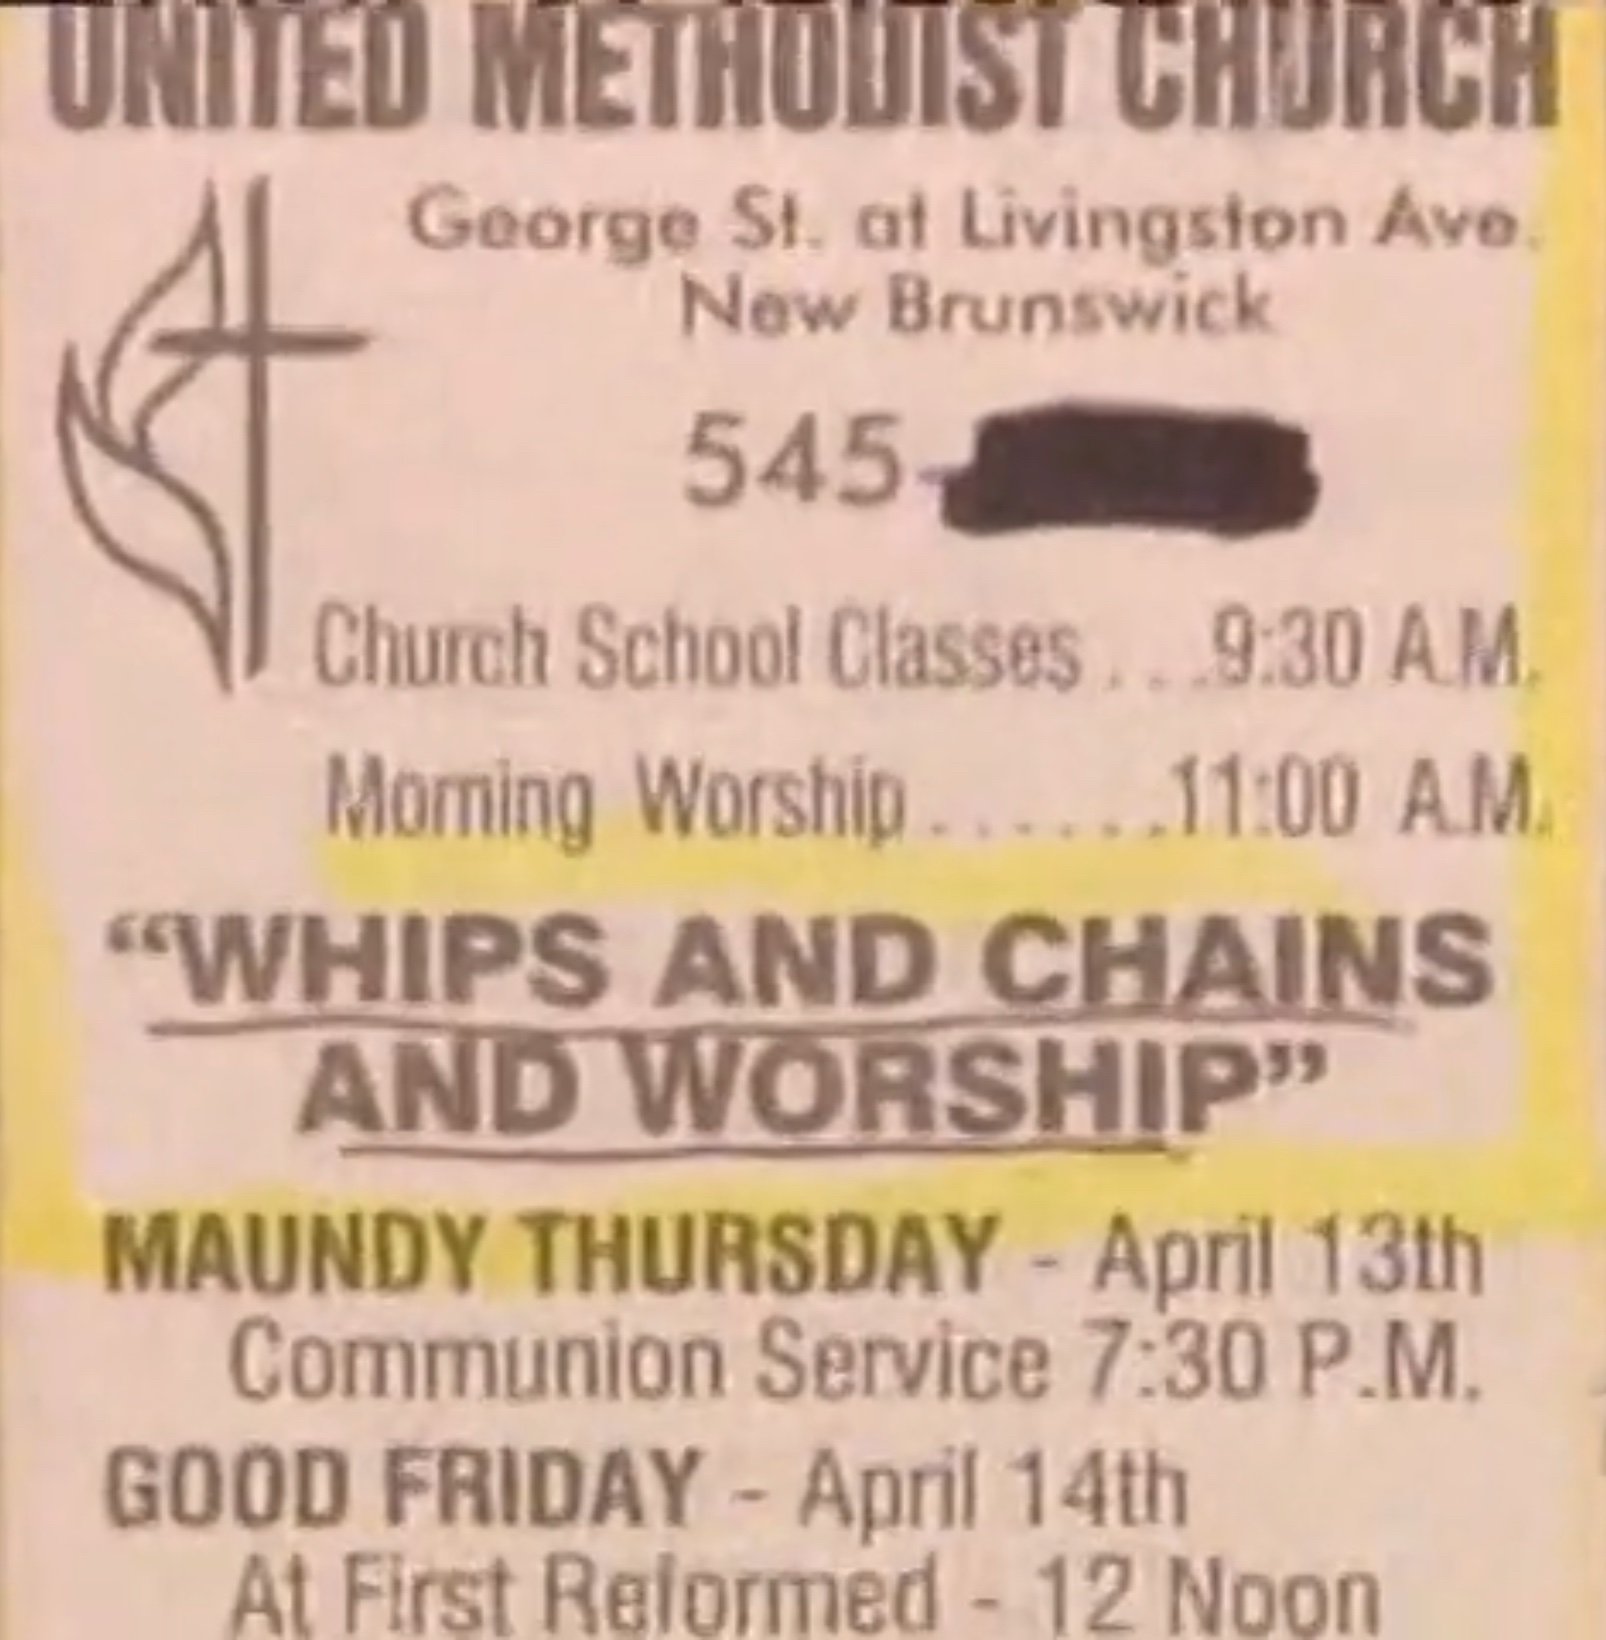 UNITED METHODIST CHURCH
George St. at Livingston Ave.
New Brunswick
545-
Church School Classes . . .9:30 A.M.
Morning Worship . . . . . . .11:00 A.M.
“WHIPS AND CHAINS
AND WORSHIP”
MAUNDY THURSDAY - April 13th
Communion Service 7:30 P.M.
GOOD FRIDAY - April 14th
At First Reformed - 12 Noon